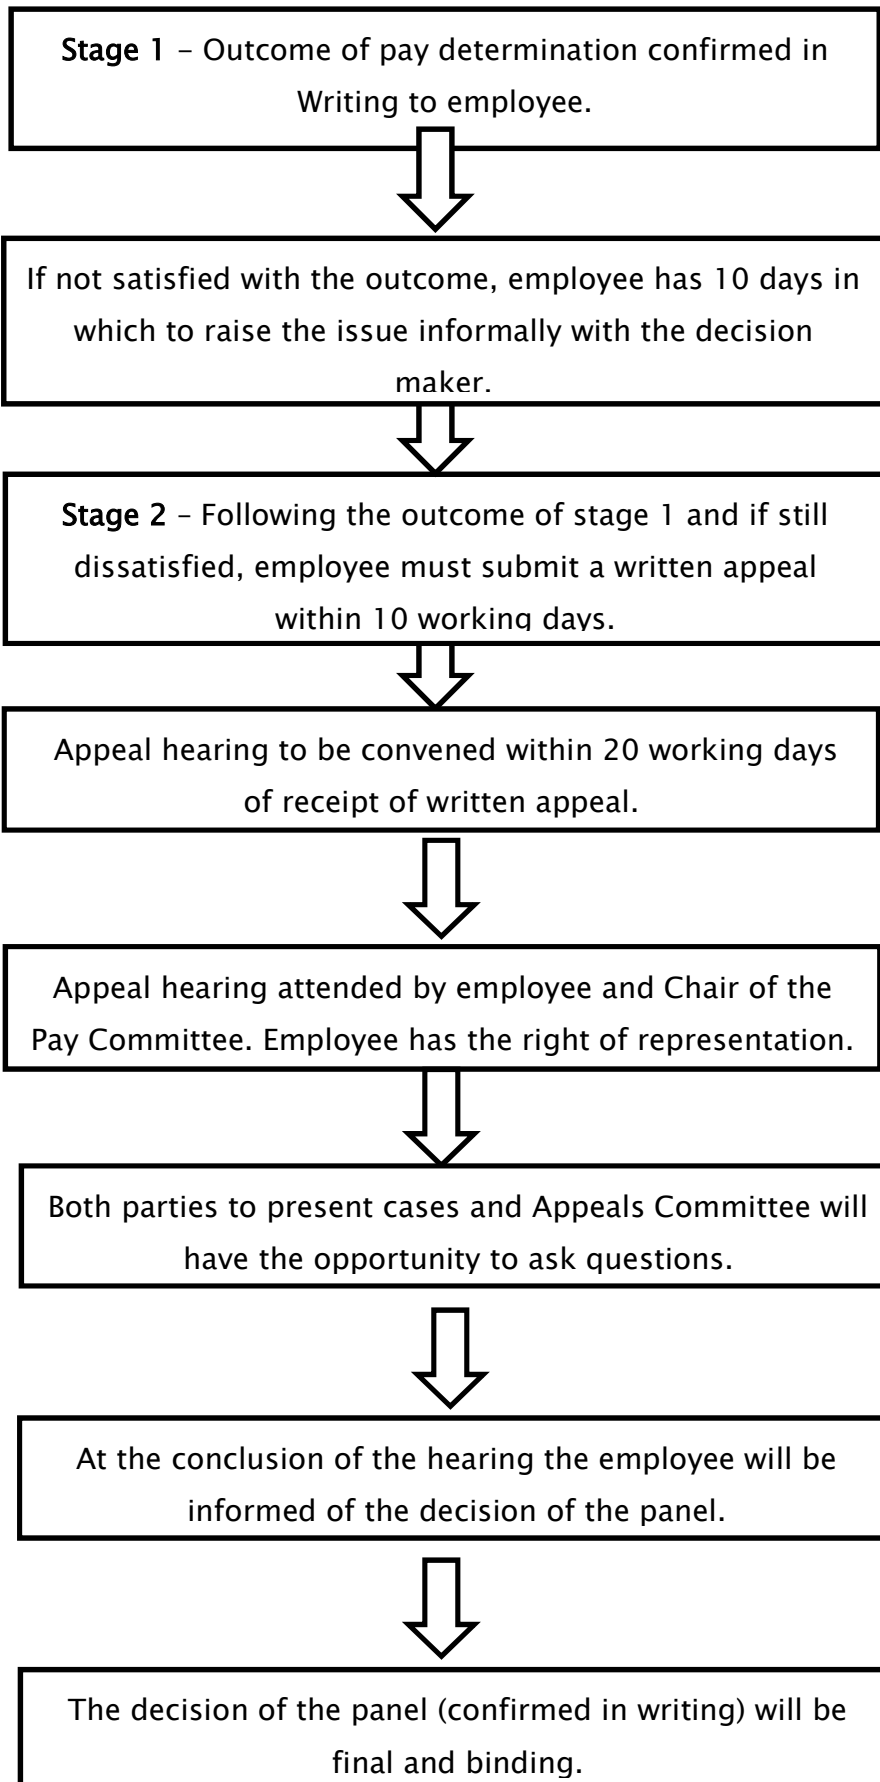 Stage 1 – Outcome of pay determination confirmed in
Writing to employee.
If not satisfied with the outcome, employee has 10 days in
which to raise the issue informally with the decision
maker.
Stage 2 – Following the outcome of stage 1 and if still
dissatisfied, employee must submit a written appeal
within 10 working days.
Appeal hearing to be convened within 20 working days
of receipt of written appeal.
Appeal hearing attended by employee and Chair of the
Pay Committee. Employee has the right of representation.
Both parties to present cases and Appeals Committee will
have the opportunity to ask questions.
At the conclusion of the hearing the employee will be
informed of the decision of the panel.
The decision of the panel (confirmed in writing) will be
final and binding.